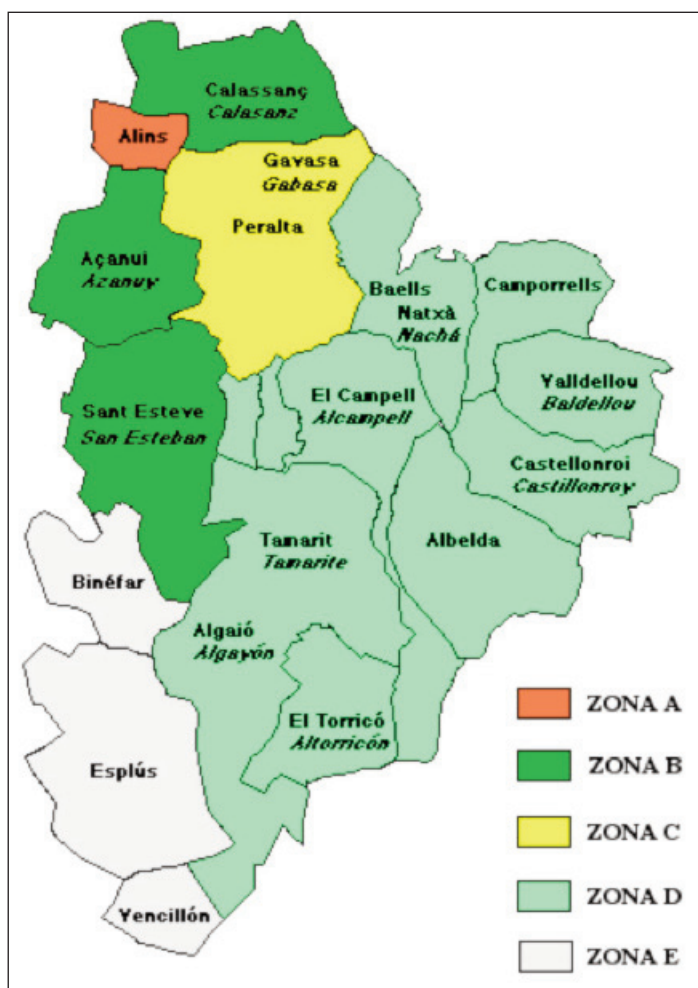 Calassanç
Calasanz
Alins
Gavasa
Gabasa
Peralta
Açanui
Azanuy
Baells
Natxà
Nachá
Camporrells
Valldellou
Baldellou
El Campell
Alcampell
Sant Esteve
San Esteban
Castellonroi
Castillonroy
Tamarit
Tamarite
Albelda
Binéfar
Algaió
Algayón
El Torricó
Altorricón
Esplús
Vencillón
ZONA A
ZONA B
ZONA C
ZONA D
ZONA E